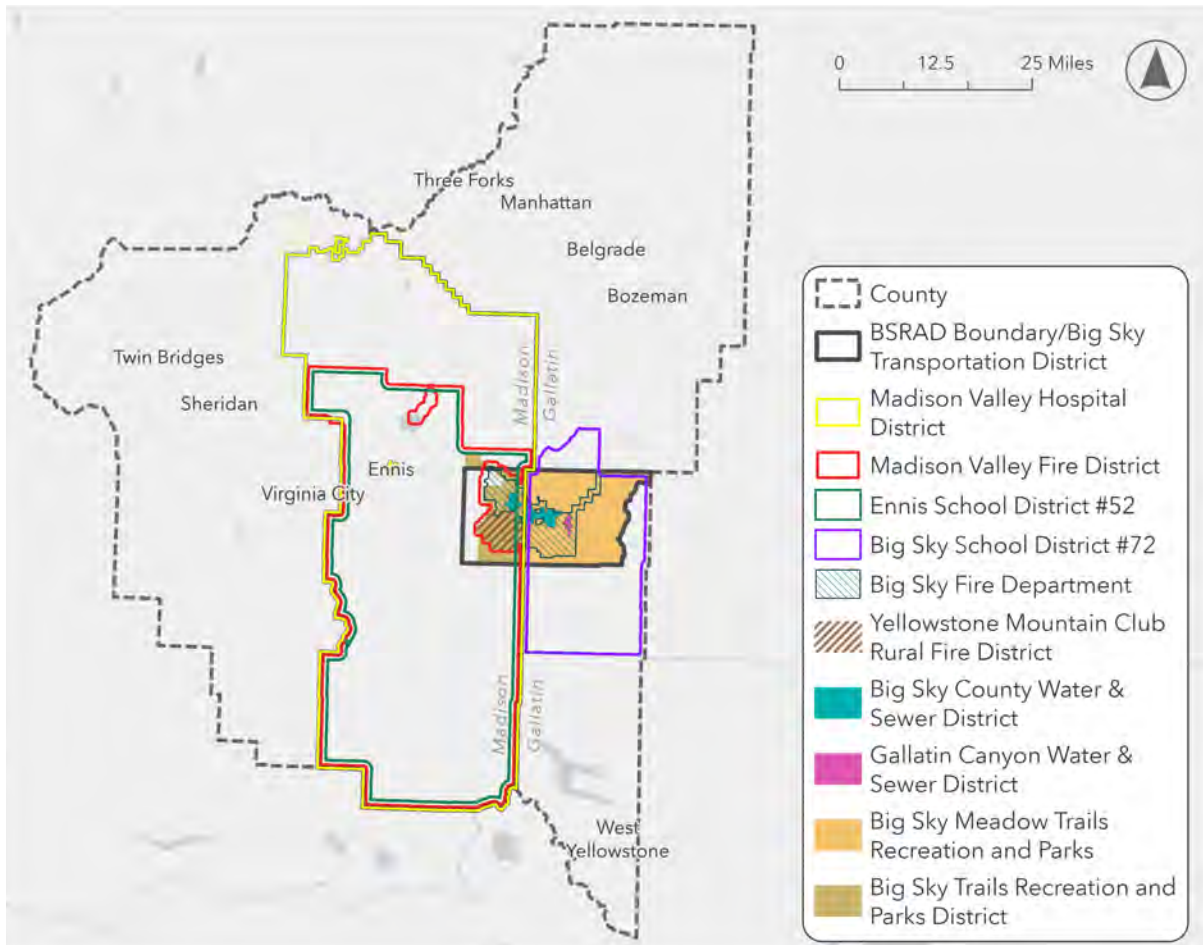 0 12.5 25 Miles
Three Forks
Manhattan
Belgrade
Bozeman
Twin Bridges
Sheridan
Ennis
Virginia City
Madison
Gallatin
Madison
Gallatin
West
Yellowstone
County
BSRAD Boundary/Big Sky
Transportation District
Madison Valley Hospital
District
Madison Valley Fire District
Ennis School District #52
Big Sky School District #72
Big Sky Fire Department
Yellowstone Mountain Club
Rural Fire District
Big Sky County Water &
Sewer District
Gallatin Canyon Water &
Sewer District
Big Sky Meadow Trails
Recreation and Parks
Big Sky Trails Recreation and
Parks District